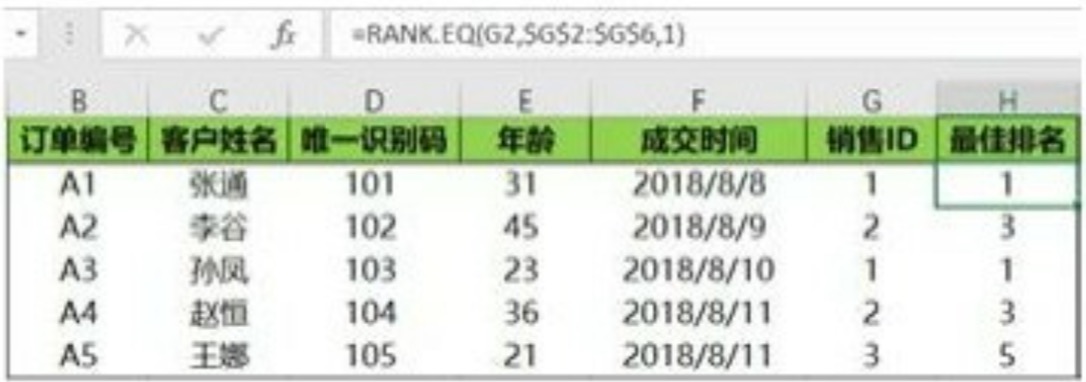 fx =RANK.EQ(G2,$G$2:$G$6,1)
B C D E F G H
订单编号 客户姓名 唯一识别码 年龄 成交时间 销售ID 最佳排名
A1 张通 101 31 2018/8/8 1 1
A2 李谷 102 45 2018/8/9 2 3
A3 孙凤 103 23 2018/8/10 1 1
A4 赵恒 104 36 2018/8/11 2 3
A5 王娜 105 21 2018/8/11 3 5